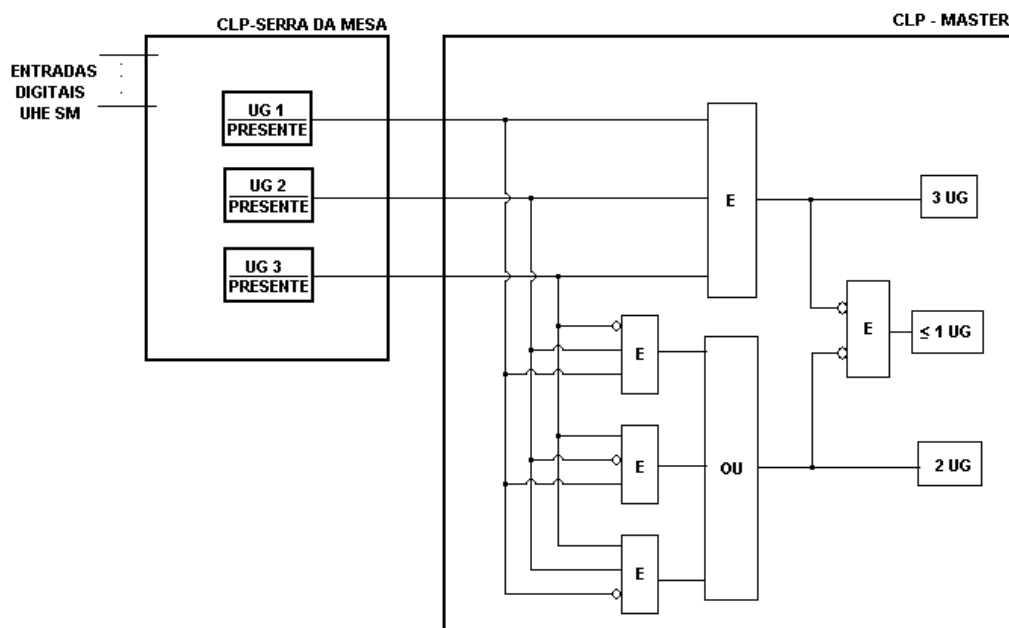 CLP-SERRA DA MESA
CLP - MASTER
ENTRADAS
DIGITAIS
UHE SM
UG 1
PRESENTE
UG 2
PRESENTE
UG 3
PRESENTE
E
3 UG
E
≤ 1 UG
E
E
OU
2 UG
E